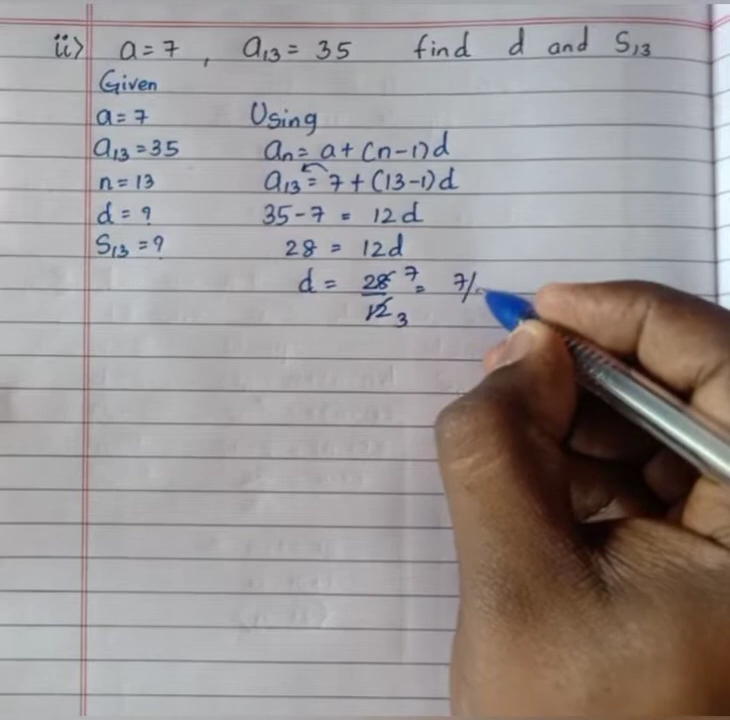 ii) a = 7 , a13 = 35 find d and S13
Given
a = 7 Using
a13 = 35 an = a + (n-1)d
n = 13 a13 = 7 + (13-1)d
d = ? 35-7 = 12d
S13 = ? 28 = 12d
d = 28/12 7/3 = 7/